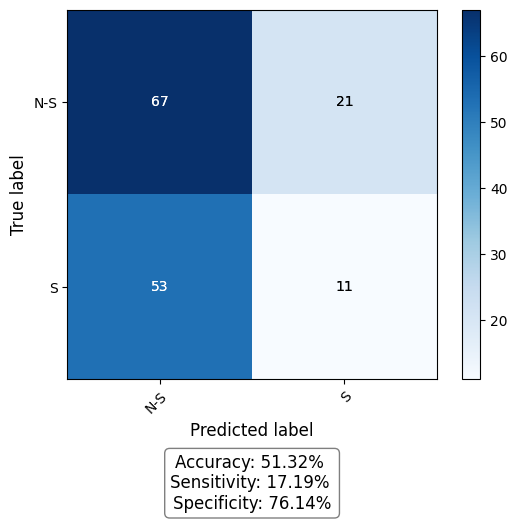 N-S
67
21
60
50
40
30
20
True label
S
53
11
N-S
S
Predicted label
Accuracy: 51.32%
Sensitivity: 17.19%
Specificity: 76.14%